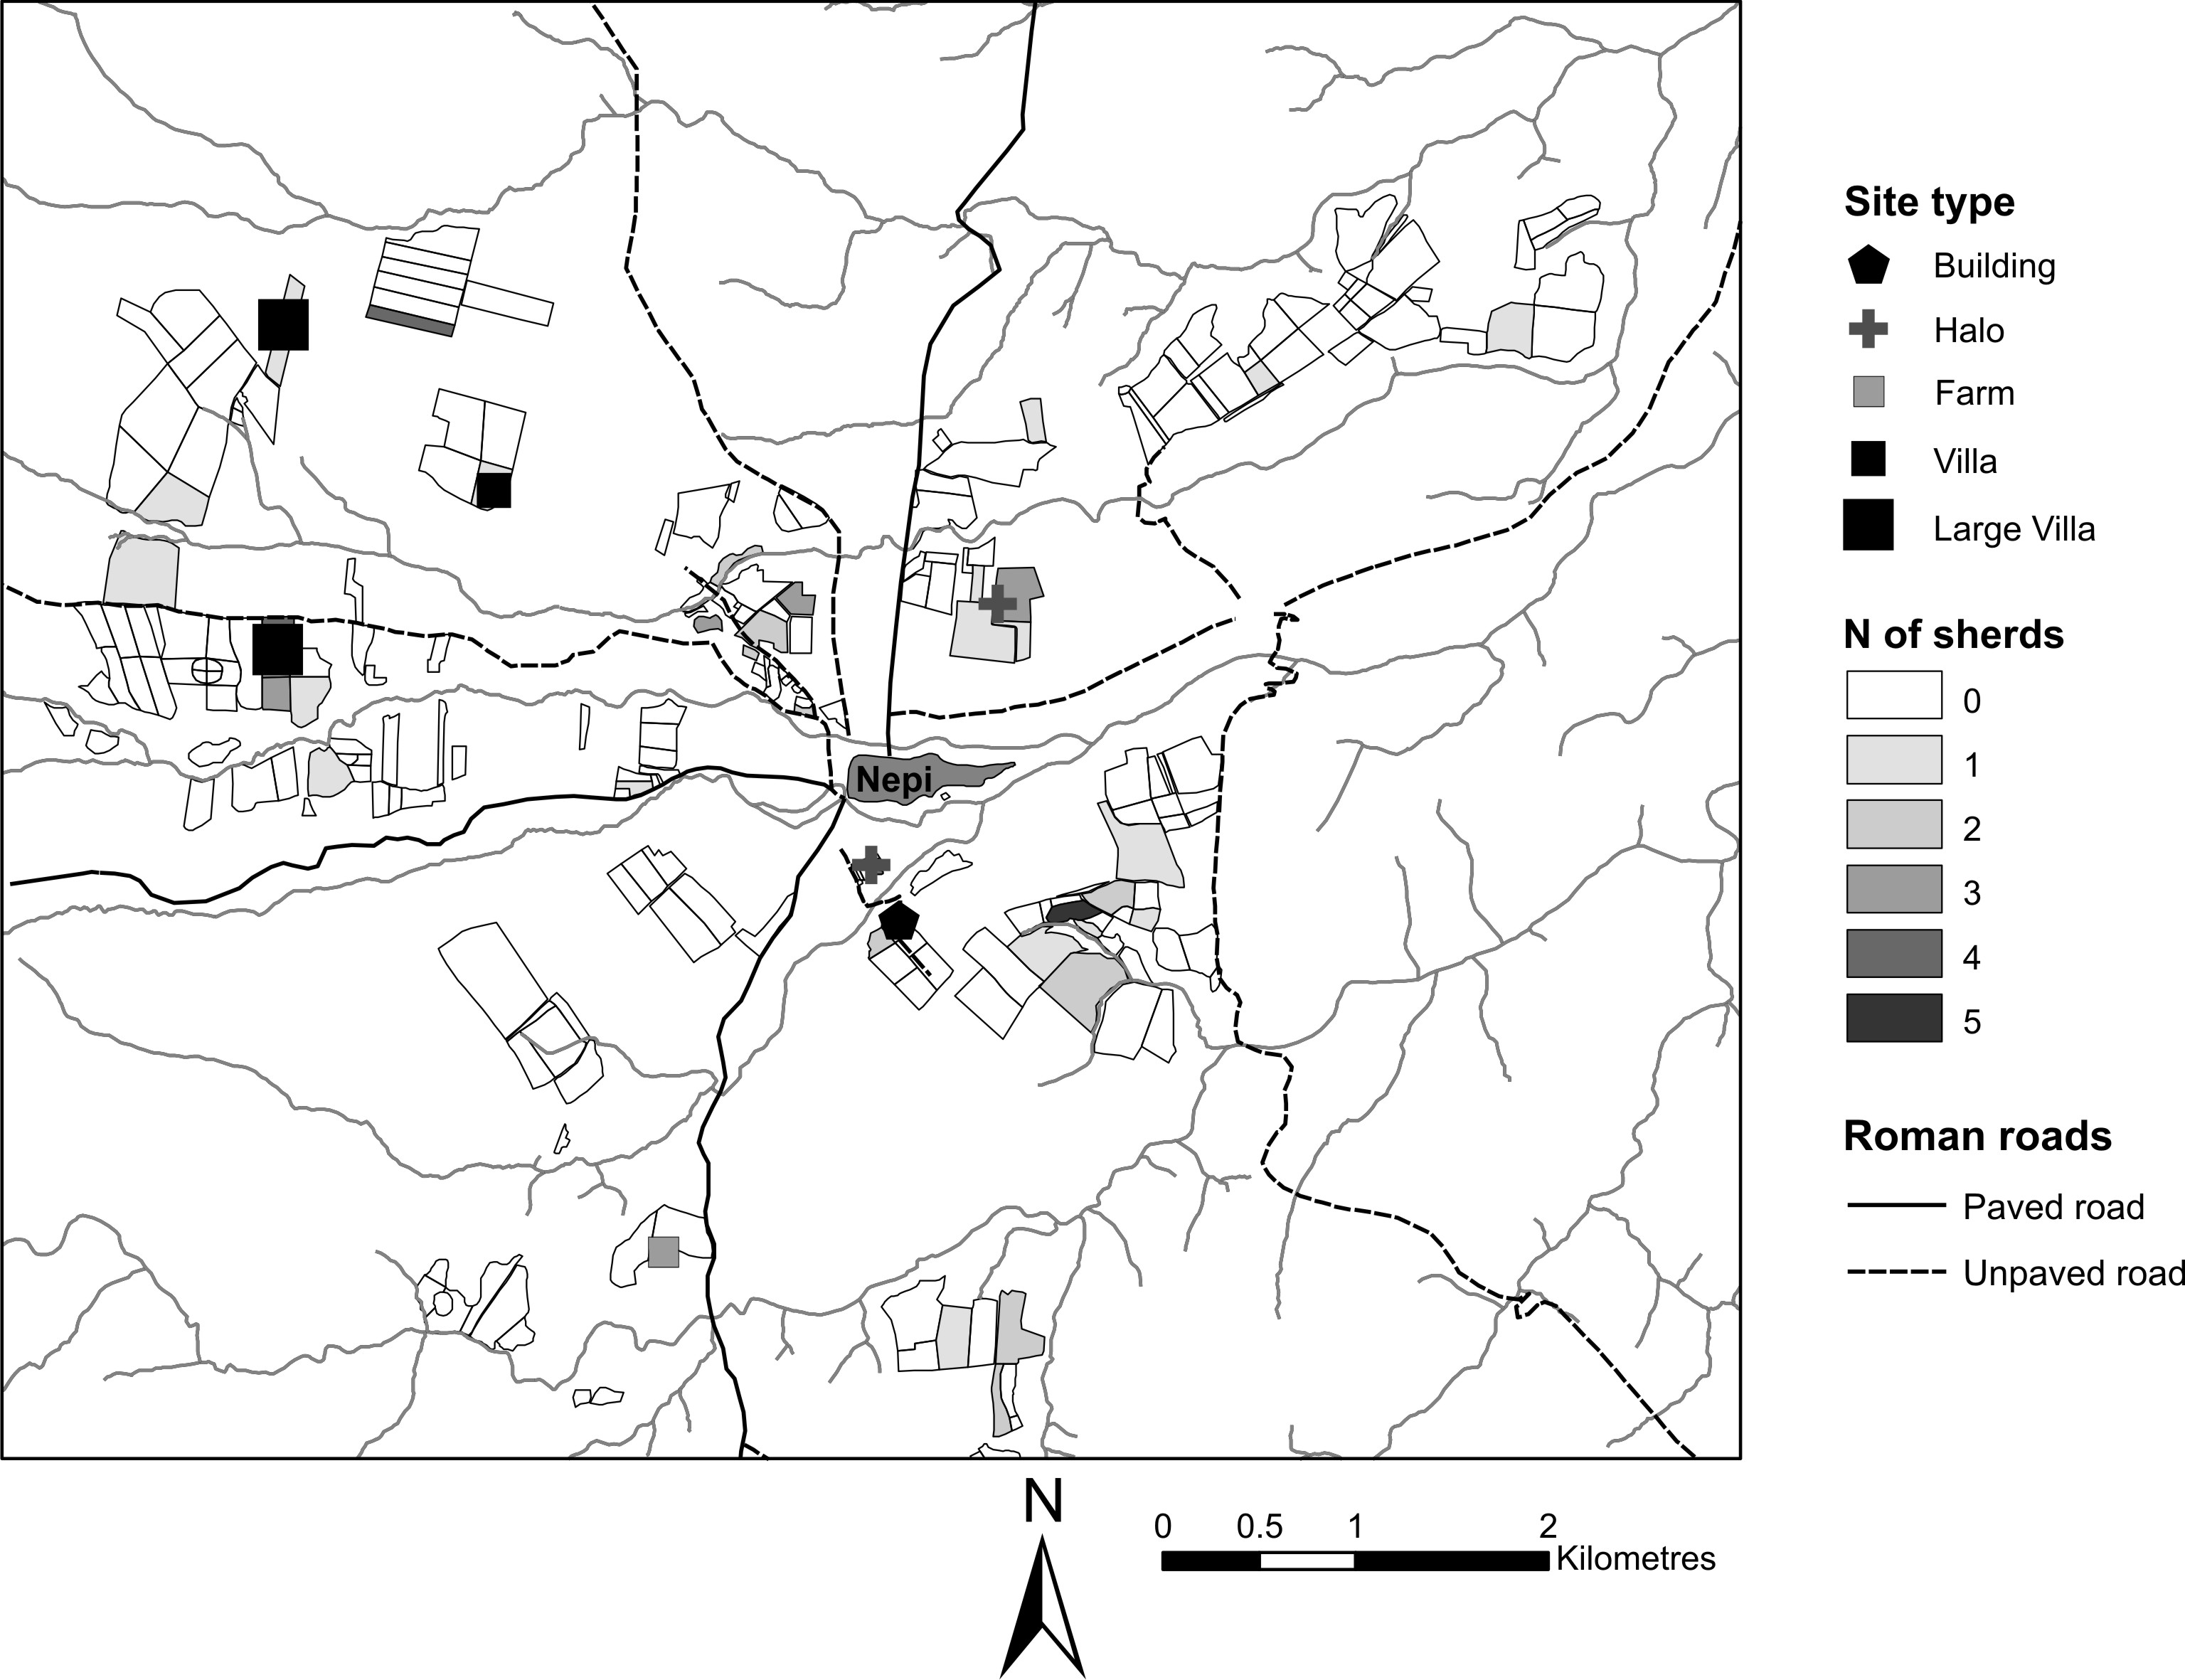 Site type
Building
Halo
Farm
Villa
Large Villa
N of sherds
0
1
2
3
4
5
Roman roads
Paved road
Unpaved road
Nepi
N
0 0.5 1 2
Kilometres